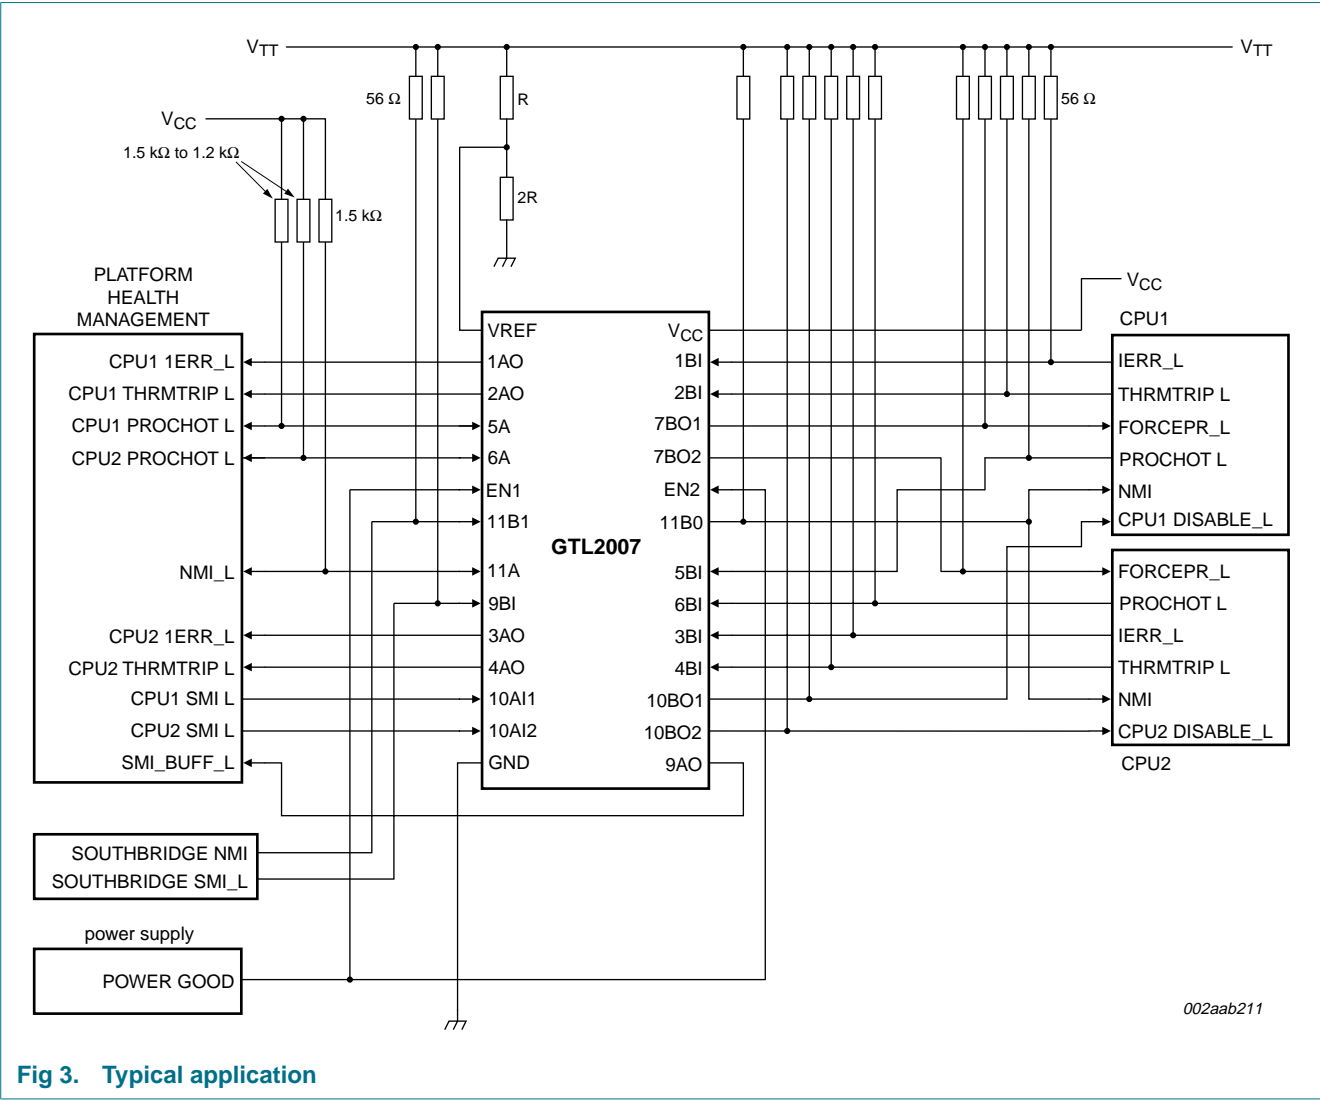 VTT
VTT
56 Ω
R
56 Ω
VCC
1.5 kΩ to 1.2 kΩ
2R
1.5 kΩ
PLATFORM
HEALTH
MANAGEMENT
VCC
CPU1
VREF
VCC
CPU1 1ERR_L
1AO
1BI
IERR_L
CPU1 THRMTRIP L
2AO
2BI
THRMTRIP L
CPU1 PROCHOT L
5A
7BO1
FORCEPR_L
CPU2 PROCHOT L
6A
7BO2
PROCHOT L
EN1
EN2
NMI
11B1
11B0
CPU1 DISABLE_L
GTL2007
NMI_L
11A
5BI
FORCEPR_L
9BI
6BI
PROCHOT L
CPU2 1ERR_L
3AO
3BI
IERR_L
CPU2 THRMTRIP L
4AO
4BI
THRMTRIP L
CPU1 SMI L
10AI1
10BO1
NMI
CPU2 SMI L
10AI2
10BO2
CPU2 DISABLE_L
SMI_BUFF_L
GND
9AO
CPU2
SOUTHBRIDGE NMI
SOUTHBRIDGE SMI_L
power supply
POWER GOOD
002aab211
Fig 3. Typical application